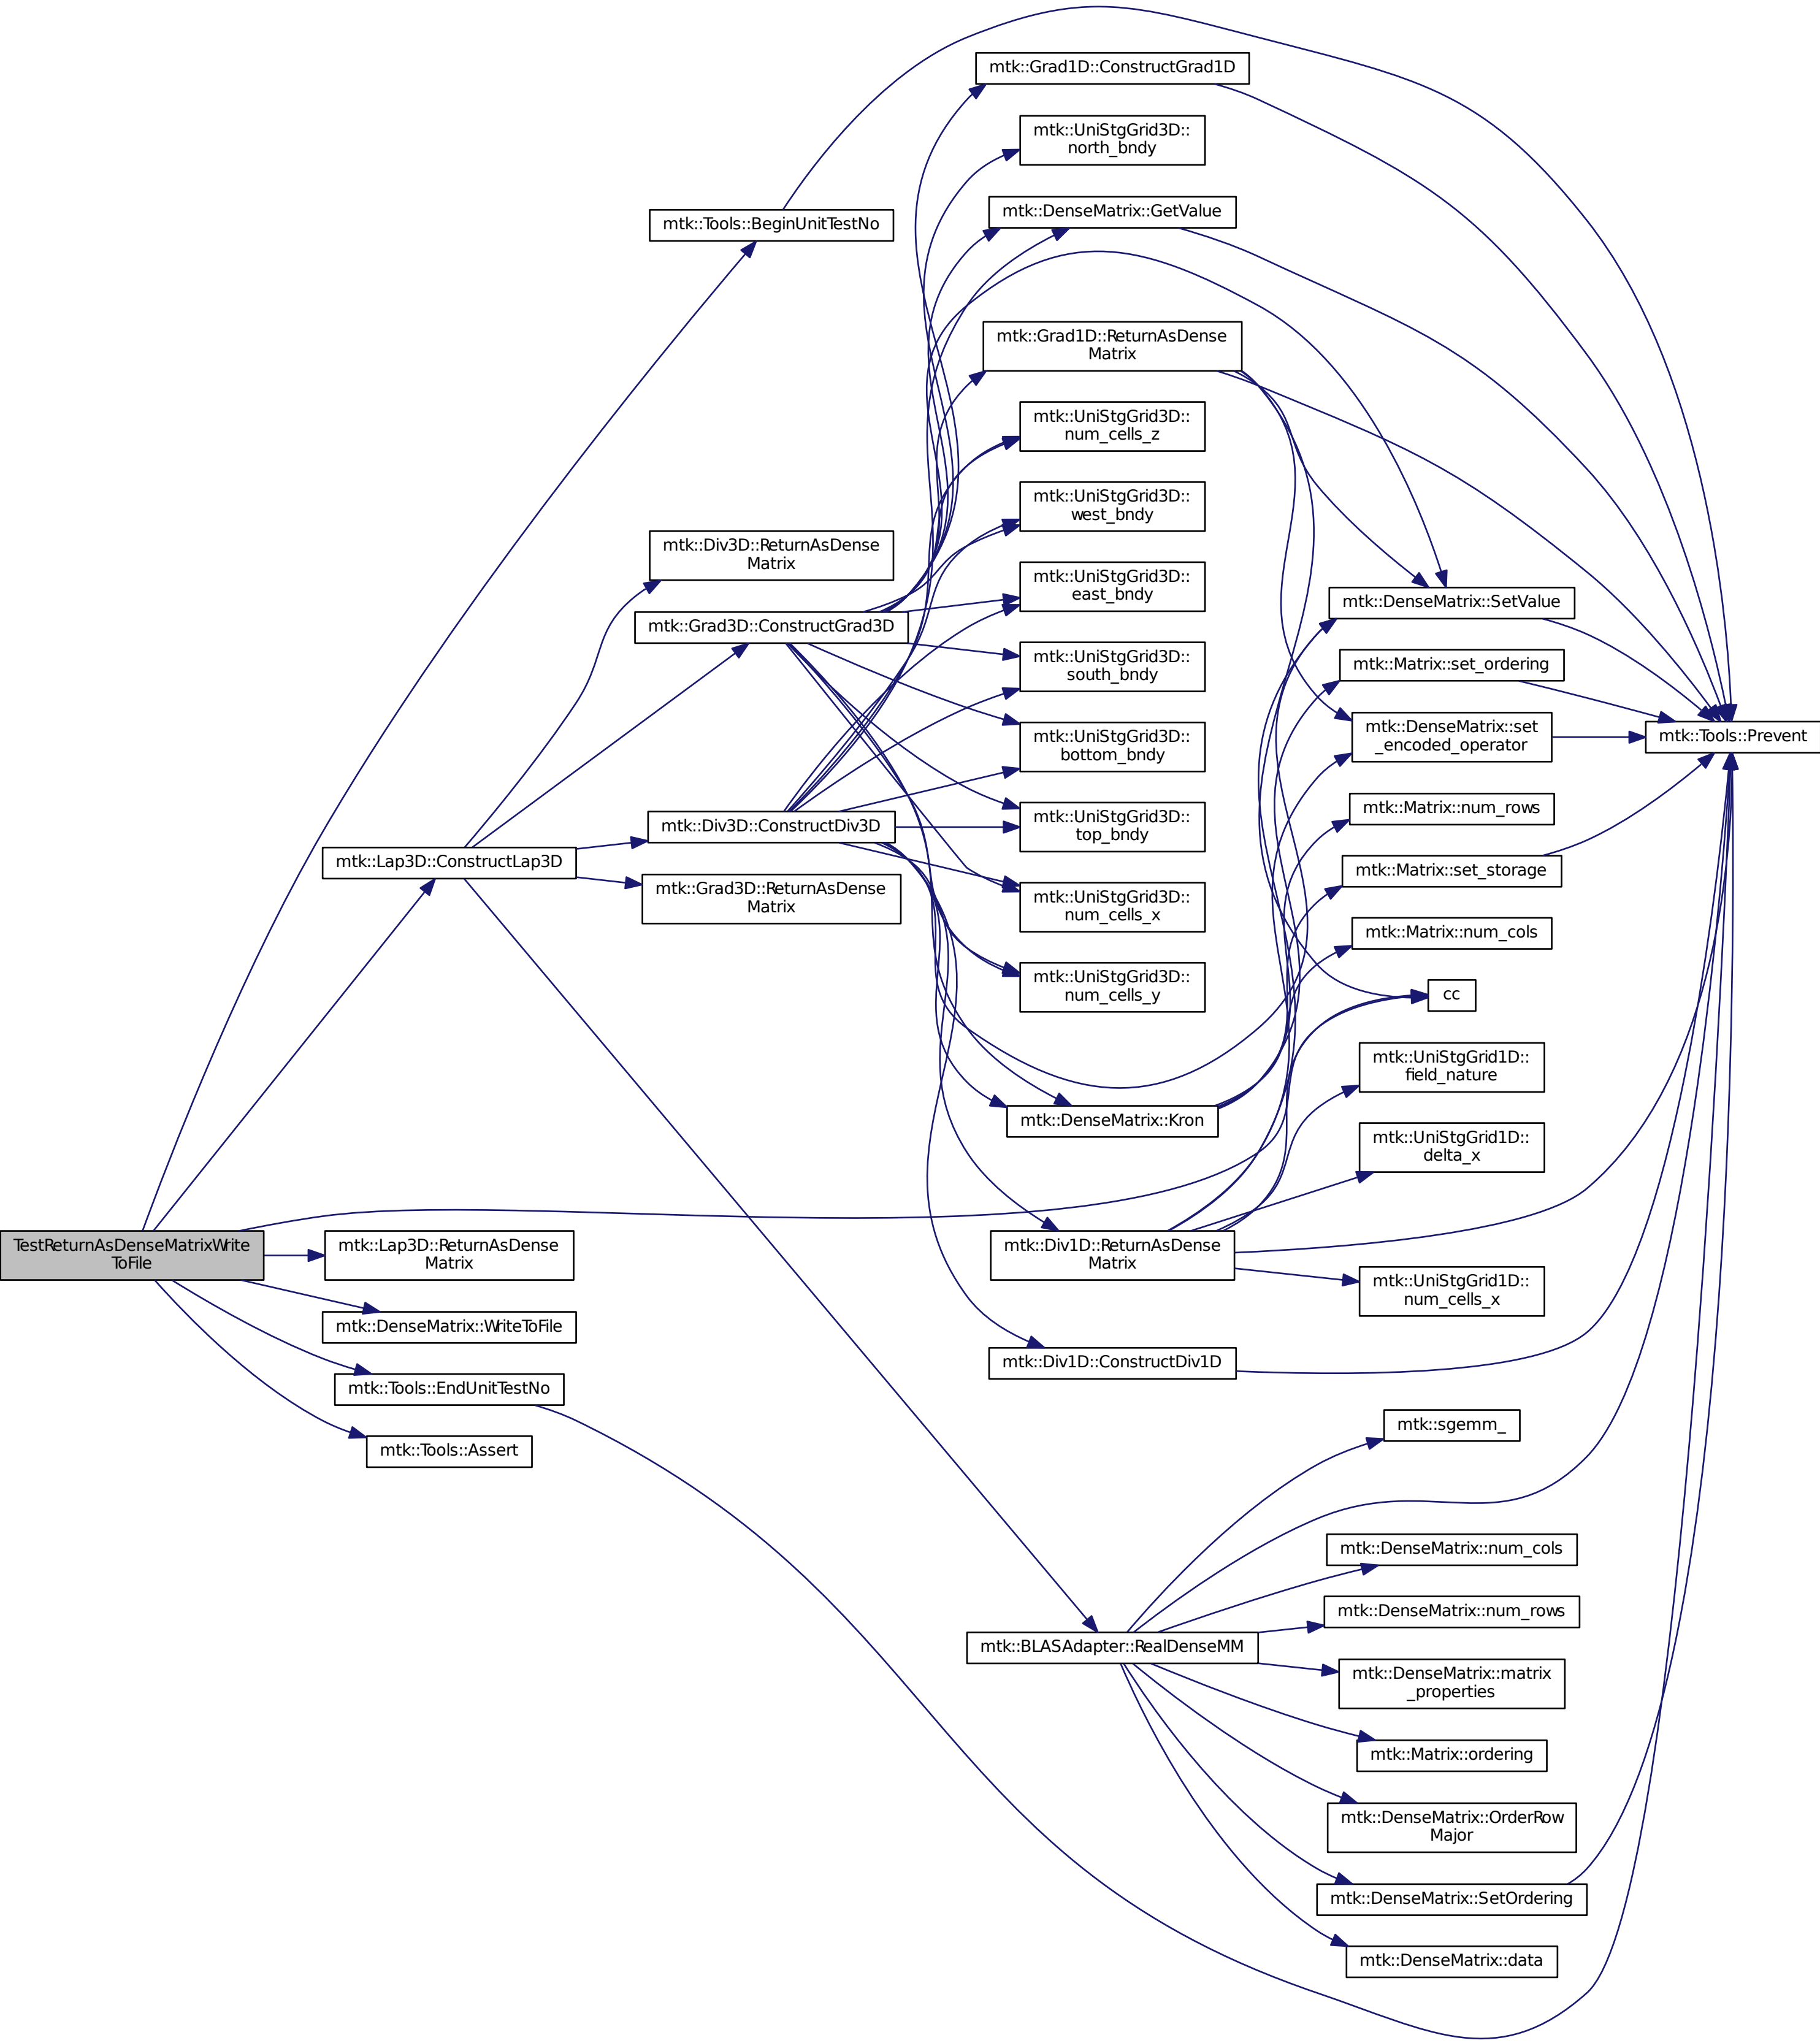 mtk::Grad1D::ConstructGrad1D
mtk::UniStgGrid3D::
north_bndy
mtk::DenseMatrix::GetValue
mtk::Tools::BeginUnitTestNo
mtk::Grad1D::ReturnAsDense
Matrix
mtk::UniStgGrid3D::
num_cells_z
mtk::UniStgGrid3D::
west_bndy
mtk::Div3D::ReturnAsDense
Matrix
mtk::UniStgGrid3D::
east_bndy
mtk::DenseMatrix::SetValue
mtk::Grad3D::ConstructGrad3D
mtk::UniStgGrid3D::
south_bndy
mtk::Matrix::set_ordering
mtk::DenseMatrix::set
_encoded_operator
mtk::Tools::Prevent
mtk::UniStgGrid3D::
bottom_bndy
mtk::Matrix::num_rows
mtk::UniStgGrid3D::
top_bndy
mtk::Div3D::ConstructDiv3D
mtk::Lap3D::ConstructLap3D
mtk::Matrix::set_storage
mtk::Grad3D::ReturnAsDense
Matrix
mtk::UniStgGrid3D::
num_cells_x
mtk::Matrix::num_cols
mtk::UniStgGrid3D::
num_cells_y
cc
mtk::UniStgGrid1D::
field_nature
mtk::DenseMatrix::Kron
mtk::UniStgGrid1D::
delta_x
TestReturnAsDenseMatrixWrite
ToFile
mtk::Lap3D::ReturnAsDense
Matrix
mtk::Div1D::ReturnAsDense
Matrix
mtk::UniStgGrid1D::
num_cells_x
mtk::DenseMatrix::WriteToFile
mtk::Div1D::ConstructDiv1D
mtk::Tools::EndUnitTestNo
mtk::sgemm_
mtk::Tools::Assert
mtk::DenseMatrix::num_cols
mtk::DenseMatrix::num_rows
mtk::BLASAdapter::RealDenseMM
mtk::DenseMatrix::matrix
_properties
mtk::Matrix::ordering
mtk::DenseMatrix::OrderRow
Major
mtk::DenseMatrix::SetOrdering
mtk::DenseMatrix::data